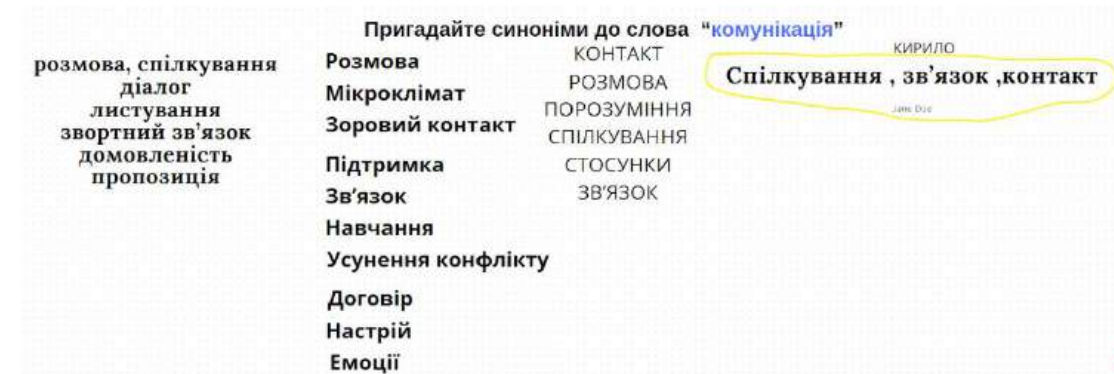 Пригадайте синоніми до слова “комунікація”
розмова, спілкування
діалог
листування
звортний зв’язок
домовленість
пропозиція
Розмова
Мікроклімат
Зоровий контакт
Підтримка
Зв’язок
Навчання
Усунення конфлікту
Договір
Настрій
Емоції
КОНТАКТ
РОЗМОВА
ПОРОЗУМІННЯ
СПІЛКУВАННЯ
СТОСУНКИ
ЗВ’ЯЗОК
КИРИЛО
Спілкування , зв’язок ,контакт
Jane Doe